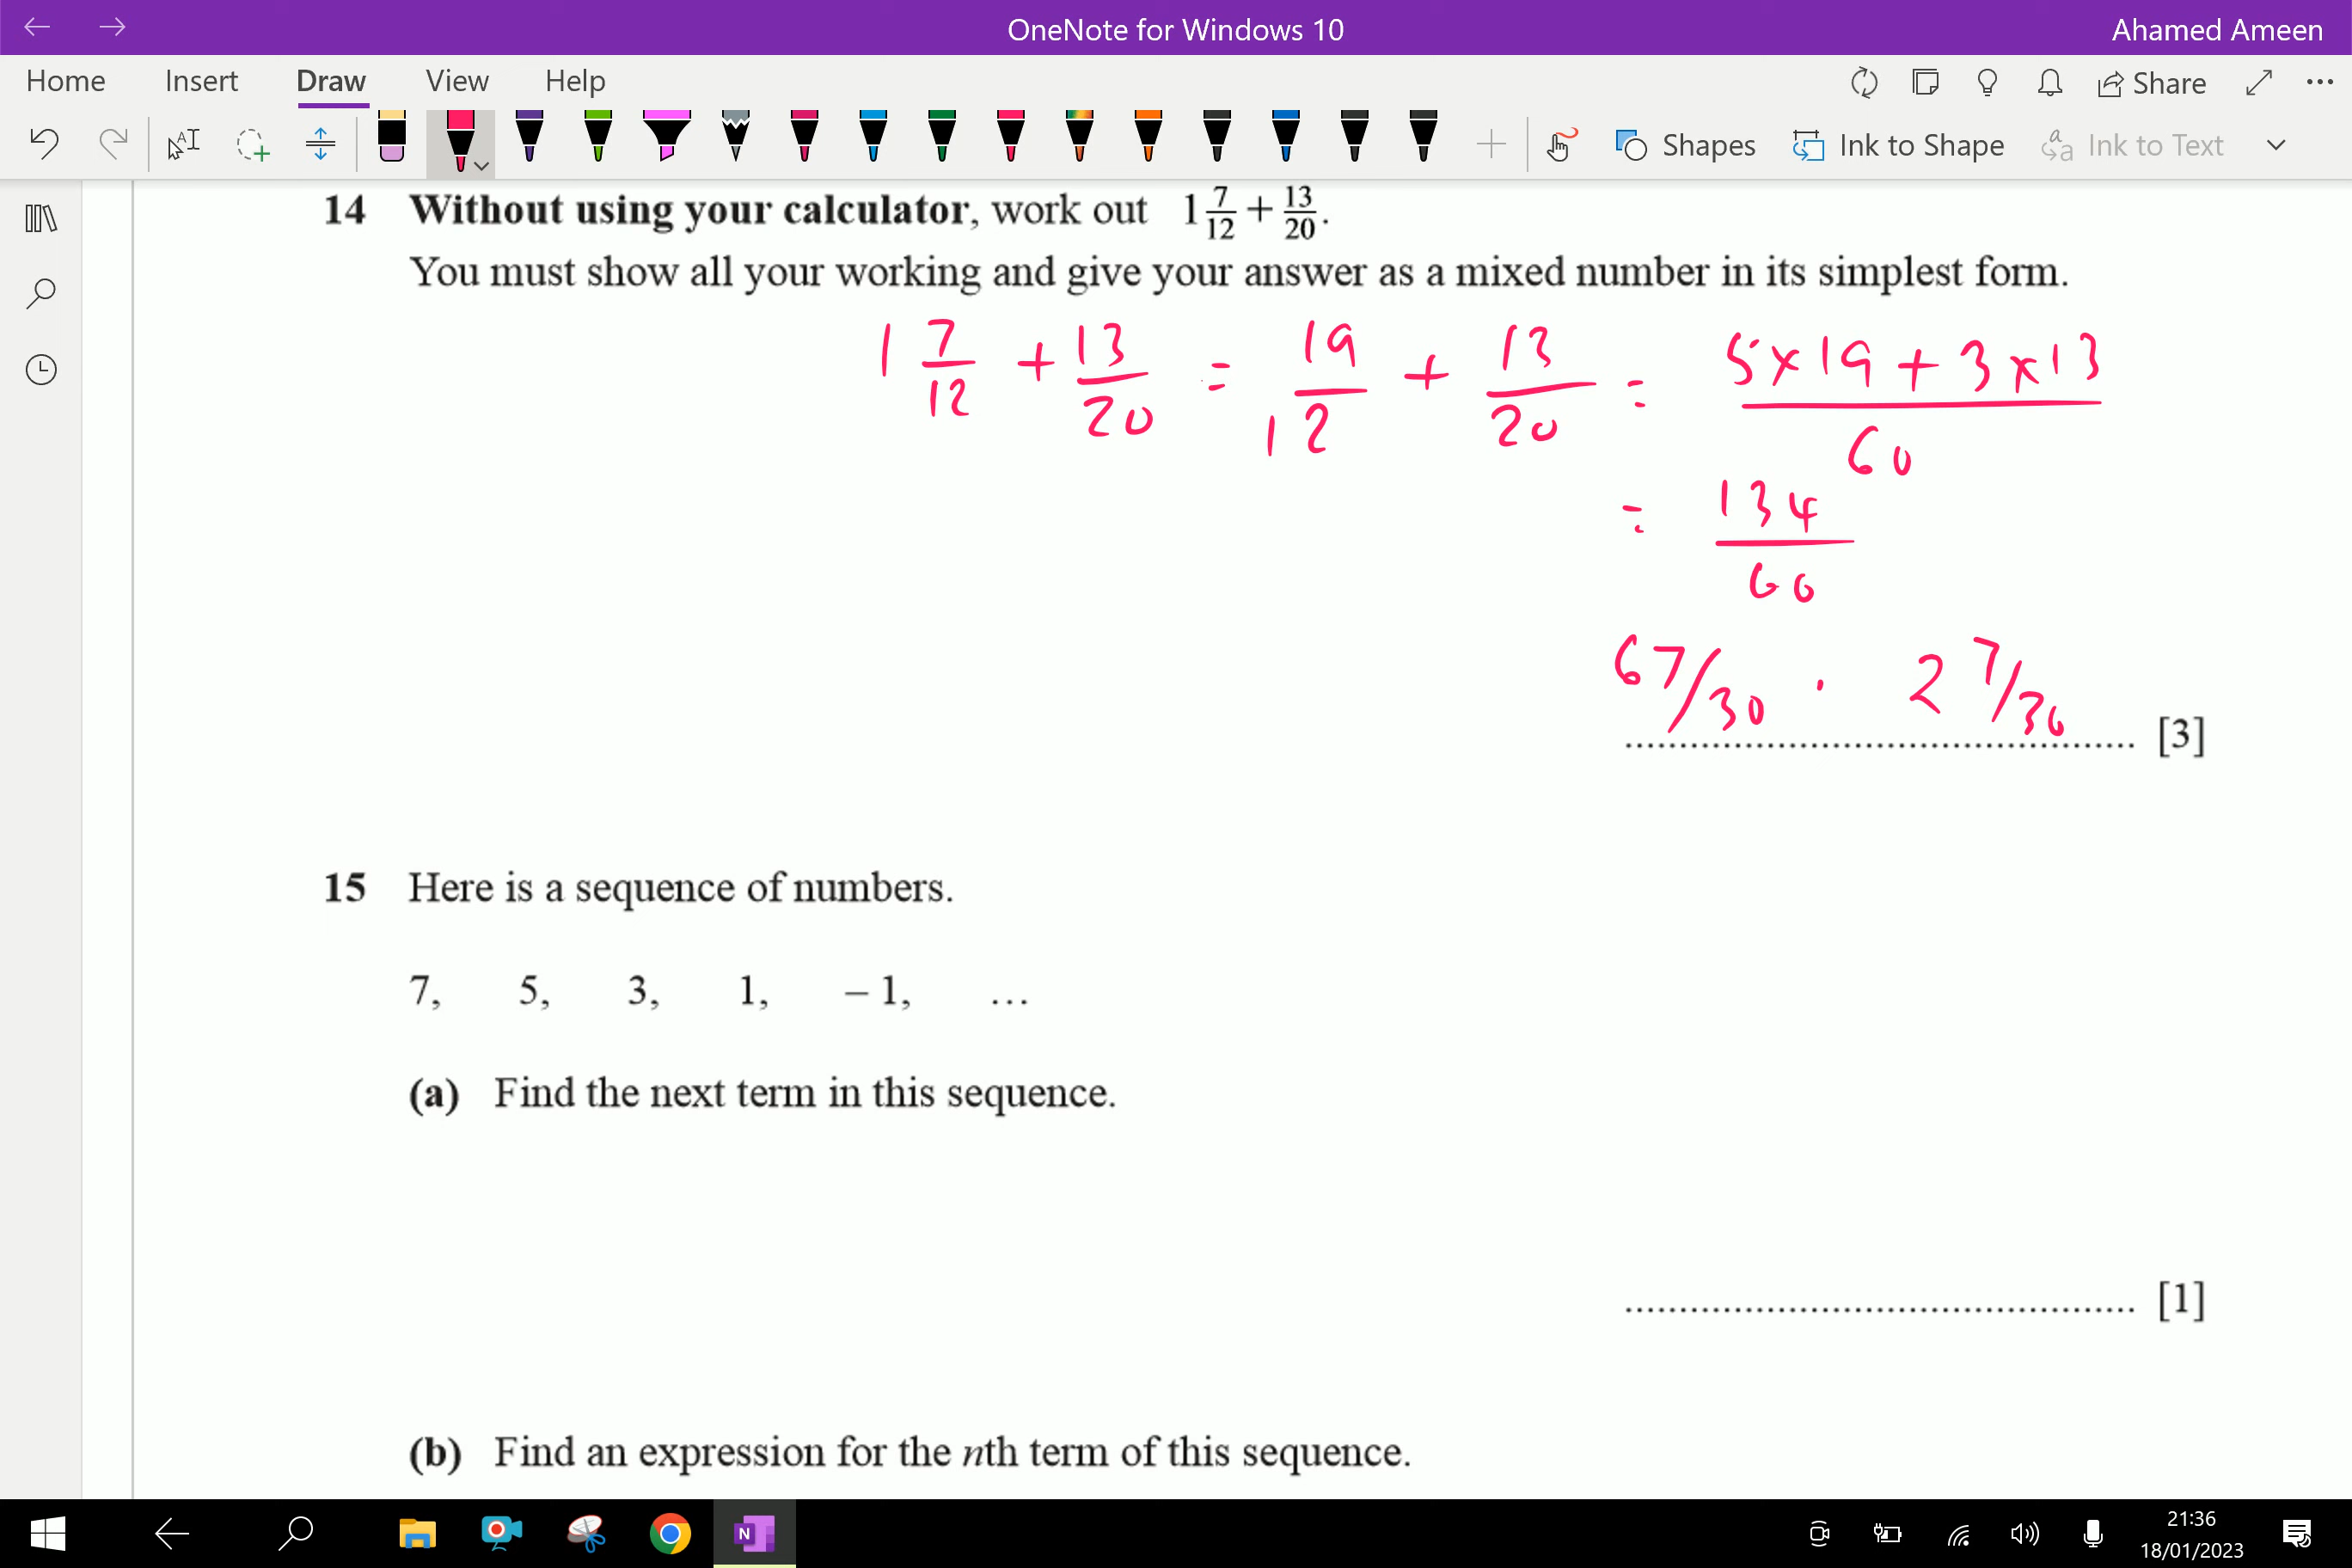 OneNote for Windows 10
Ahamed Ameen
Home Insert Draw View Help
Share
Shapes Ink to Shape Ink to Text
14 Without using your calculator, work out 1 7/12 + 13/20.
You must show all your working and give your answer as a mixed number in its simplest form.
1 7/12 + 13/20 = 19/12 + 13/20 = 5×19 + 3×13/60
= 134/60
67/30 . 2 7/30
.............................................. [3]
15 Here is a sequence of numbers.
7, 5, 3, 1, – 1, …
(a) Find the next term in this sequence.
.............................................. [1]
(b) Find an expression for the nth term of this sequence.
21:36
18/01/2023